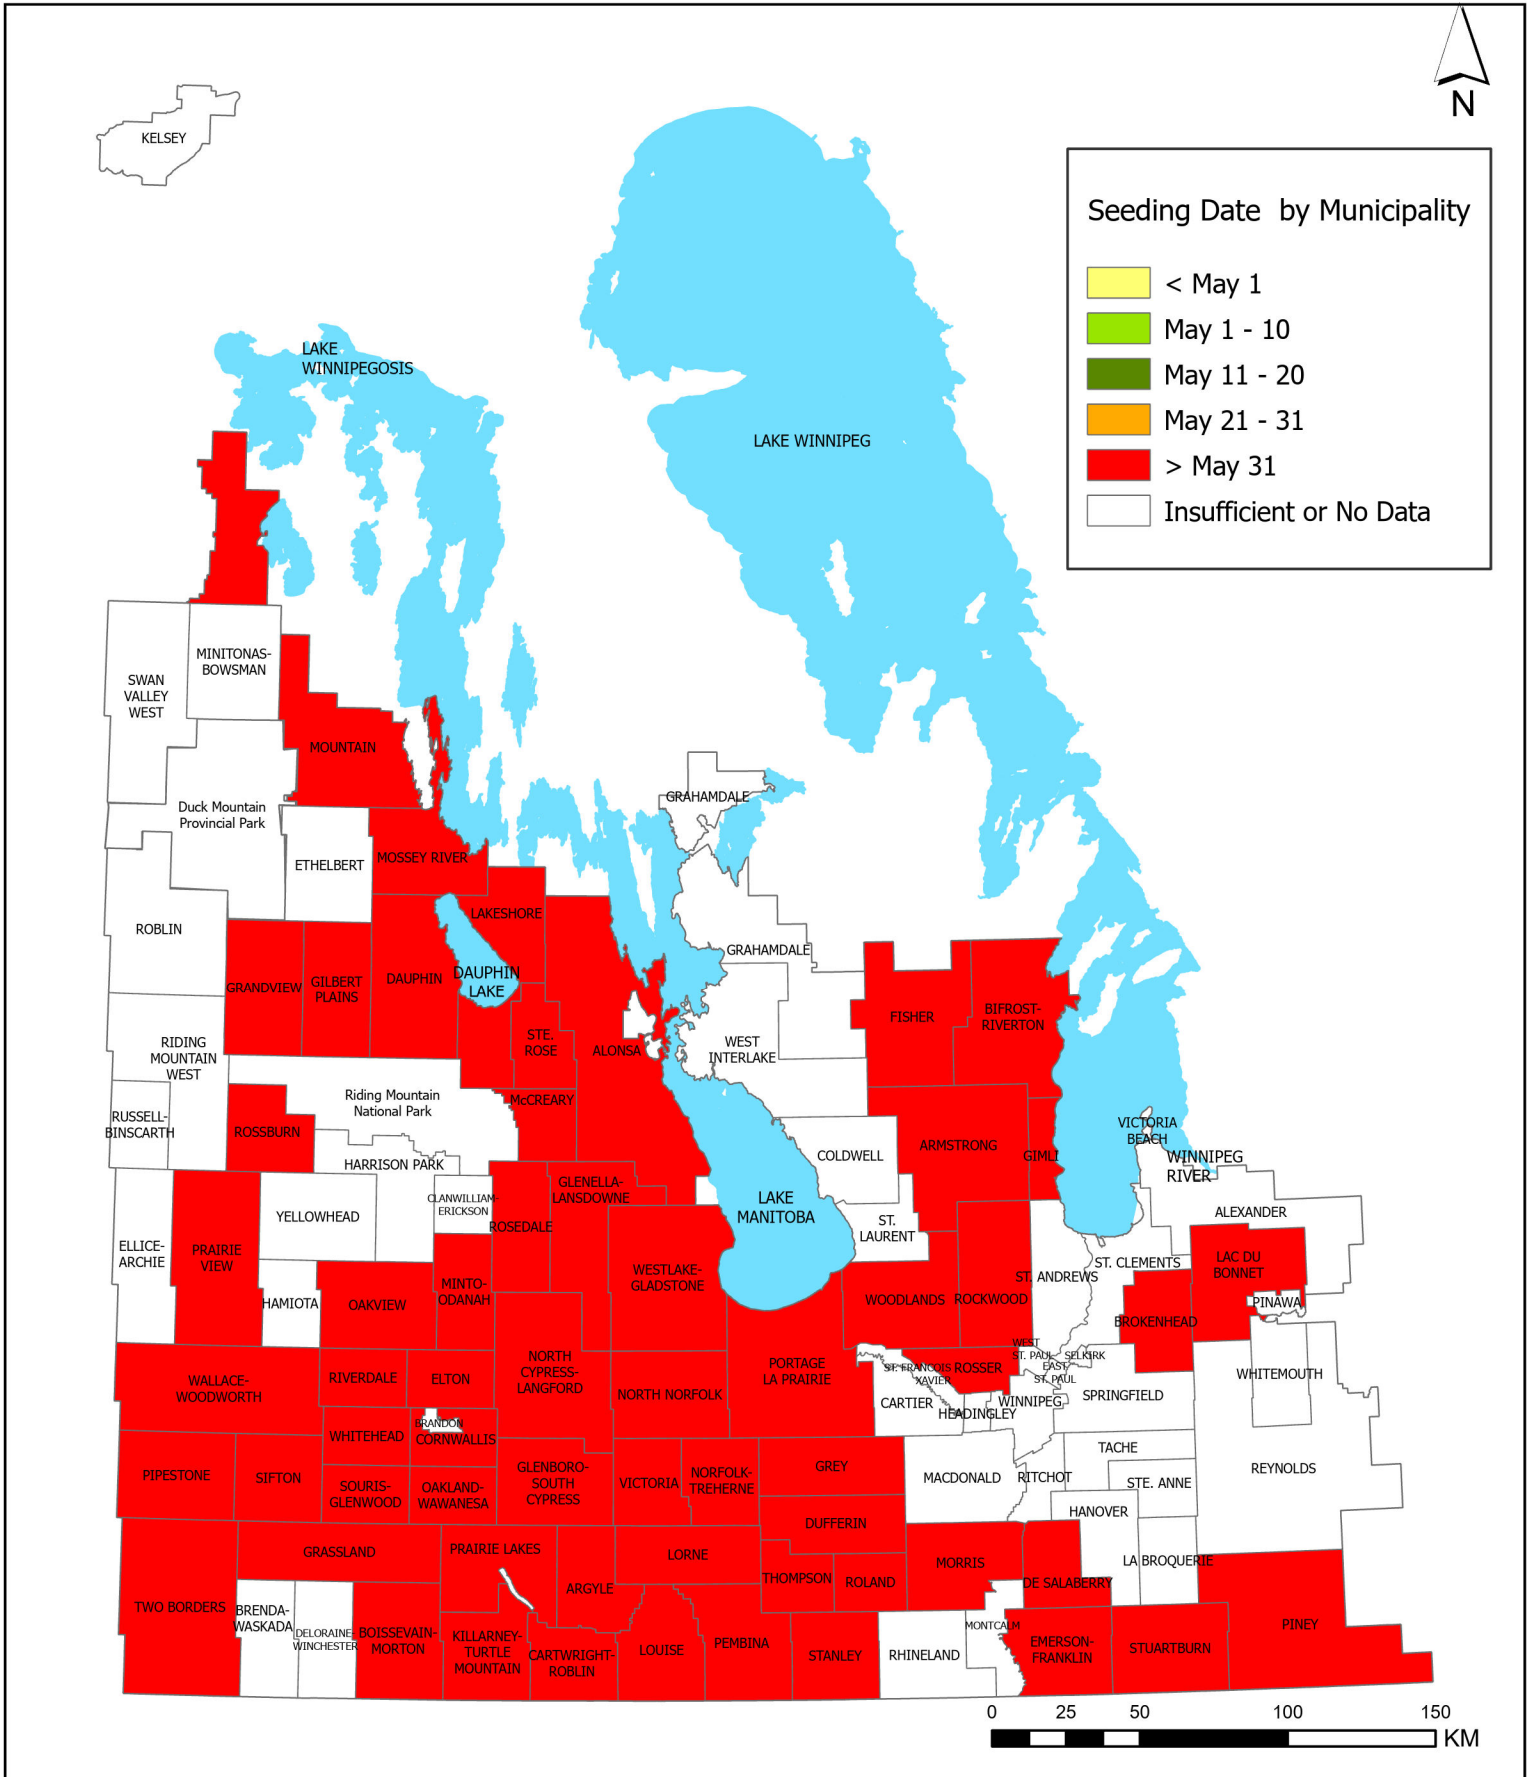 N
KELSEY
Seeding Date by Municipality
< May 1
May 1 - 10
May 11 - 20
May 21 - 31
> May 31
Insufficient or No Data
LAKE
WINNIPEGOSIS
LAKE WINNIPEG
MINITONAS-
BOWSMAN
SWAN
VALLEY
WEST
MOUNTAIN
Duck Mountain
Provincial Park
GRAHAMDALE
ETHELBERT
MOSSEY RIVER
ROBLIN
LAKESHORE
GRAHAMDALE
GRANDVIEW
GILBERT
PLAINS
DAUPHIN
DAUPHIN
LAKE
FISHER
BIFROST-
RIVERTON
RIDING
MOUNTAIN
WEST
STE.
ROSE
ALONSA
WEST
INTERLAKE
Riding Mountain
National Park
McCREARY
RUSSELL-
BINSCARTH
ROSSBURN
HARRISON PARK
COLDWELL
ARMSTRONG
GIMLI
VICTORIA
BEACH
WINNIPEG
RIVER
CLANWILLIAM-
ERICKSON
GLENELLA-
LANSDOWNE
LAKE
MANITOBA
YELLOWHEAD
ROSEDALE
ST.
LAURENT
ALEXANDER
ELLICE-
ARCHIE
PRAIRIE
VIEW
WESTLAKE-
GLADSTONE
ST. ANDREWS
ST. CLEMENTS
LAC DU
BONNET
HAMIOTA
OAKVIEW
MINTO-
ODANAH
WOODLANDS
ROCKWOOD
BROKENHEAD
PINAWA
WALLACE-
WOODWORTH
RIVERDALE
ELTON
NORTH
CYPRESS-
LANGFORD
NORTH NORFOLK
PORTAGE
LA PRAIRIE
ST. FRANCOIS
XAVIER
ROSSER
WEST
ST. PAUL
SELKIRK
EAST
ST. PAUL
WHITEMOUTH
CARTIER
HEADINGLEY
WINNIPEG
SPRINGFIELD
BRANDON
WHITEHEAD
CORNWALLIS
PIPESTONE
SIFTON
SOURIS-
GLENWOOD
OAKLAND-
WAWANESA
GLENBORO-
SOUTH
CYPRESS
VICTORIA
NORFOLK-
TREHERNE
GREY
MACDONALD
RITCHOT
TACHE
STE. ANNE
REYNOLDS
DUFFERIN
HANOVER
GRASSLAND
PRAIRIE LAKES
LORNE
MORRIS
LA BROQUERIE
ARGYLE
THOMPSON
ROLAND
DE SALABERRY
TWO BORDERS
BRENDA-
WASKADA
DELORAINE-
WINCHESTER
BOISSEVAIN-
MORTON
KILLARNEY-
TURTLE
MOUNTAIN
CARTWRIGHT-
ROBLIN
LOUISE
PEMBINA
STANLEY
RHINELAND
MONTCALM
EMERSON-
FRANKLIN
STUARTBURN
PINEY
0 25 50 100 150
KM